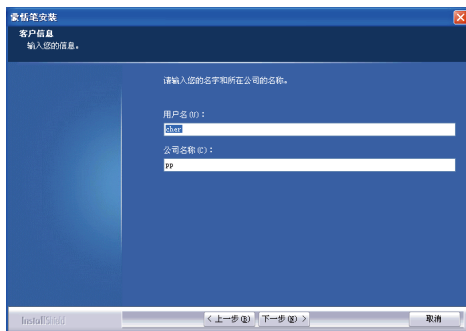 蒙恬笔安装
客户信息
输入您的信息。
请输入您的名字和所在公司的名称。
用户名(U)：
cher
公司名称(C)：
pp
InstallShield
< 上一步(B)
下一步(N) >
取消